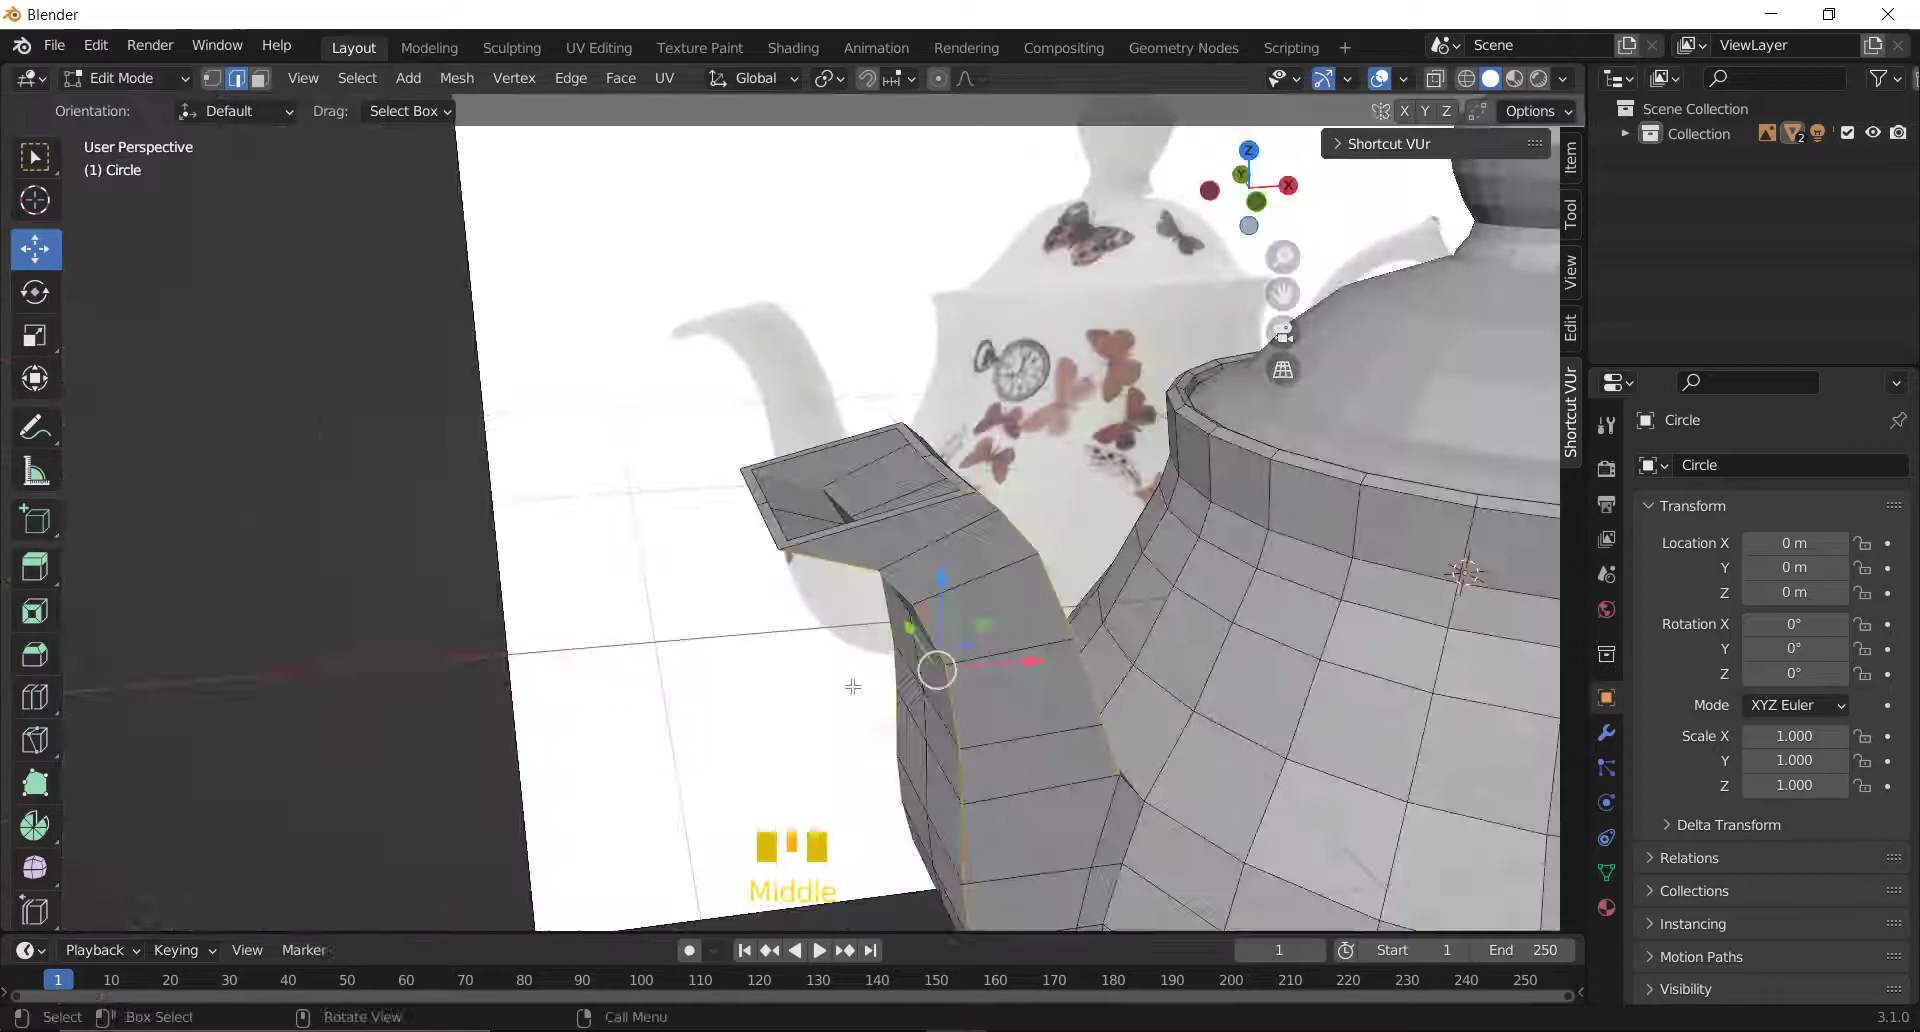 Blender
File Edit Render Window Help Layout Modeling Sculpting UV Editing Texture Paint Shading Animation Rendering Compositing Geometry Nodes Scripting + Scene ViewLayer
Edit Mode View Select Add Mesh Vertex Edge Face UV Global
Orientation: Default Drag: Select Box X Y Z Options
Scene Collection
Collection 2
User Perspective
(1) Circle
Shortcut VUr
Z
Y
X
Item
Tool
View
Edit
Shortcut VUr
Circle
Circle
Transform
Location X 0 m
Y 0 m
Z 0 m
Rotation X 0°
Y 0°
Z 0°
Mode XYZ Euler
Scale X 1.000
Y 1.000
Z 1.000
Delta Transform
Relations
Collections
Instancing
Motion Paths
Visibility
Middle
Playback Keying View Marker 1 Start 1 End 250
1 10 20 30 40 50 60 70 80 90 100 110 120 130 140 150 160 170 180 190 200 210 220 230 240 250
Select Box Select Rotate View Call Menu 3.1.0